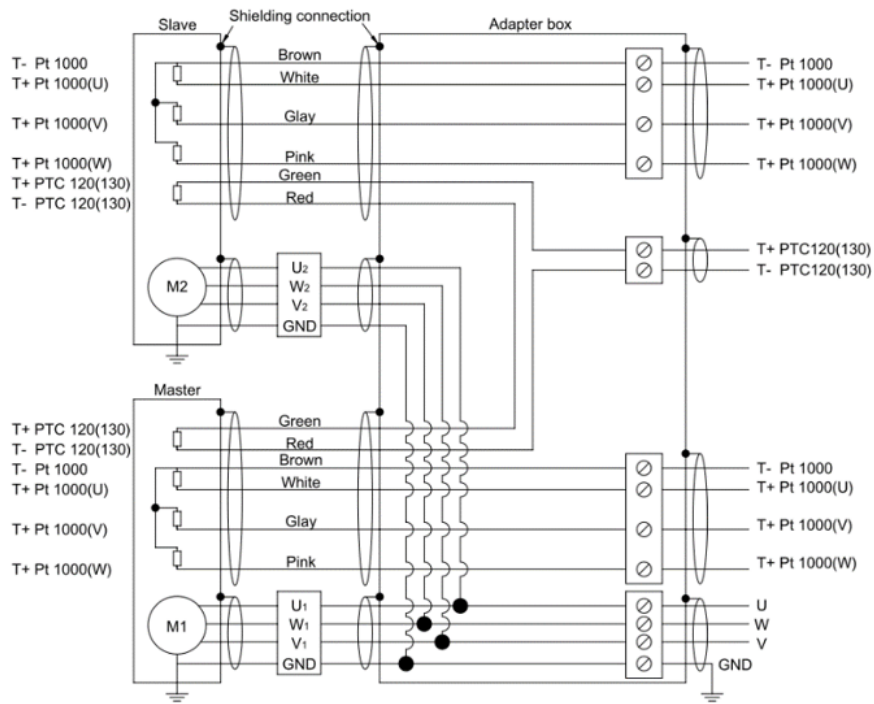 Shielding connection
Slave
Adapter box
T- Pt 1000
Brown
T- Pt 1000
T+ Pt 1000(U)
White
T+ Pt 1000(U)
T+ Pt 1000(V)
Glay
T+ Pt 1000(V)
T+ Pt 1000(W)
Pink
T+ Pt 1000(W)
T+ PTC 120(130)
Green
T- PTC 120(130)
Red
T+ PTC120(130)
T- PTC120(130)
M2
U2
W2
V2
GND
Master
T+ PTC 120(130)
Green
T- PTC 120(130)
Red
T- Pt 1000
Brown
T- Pt 1000
T+ Pt 1000(U)
White
T+ Pt 1000(U)
T+ Pt 1000(V)
Glay
T+ Pt 1000(V)
T+ Pt 1000(W)
Pink
T+ Pt 1000(W)
M1
U1
U
W1
W
V1
V
GND
GND